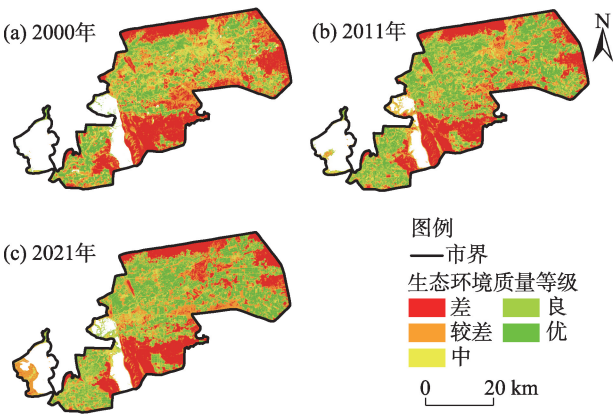 (a) 2000年
(b) 2011年
N
(c) 2021年
图例
市界
生态环境质量等级
差 良
较差 优
中
0 20 km